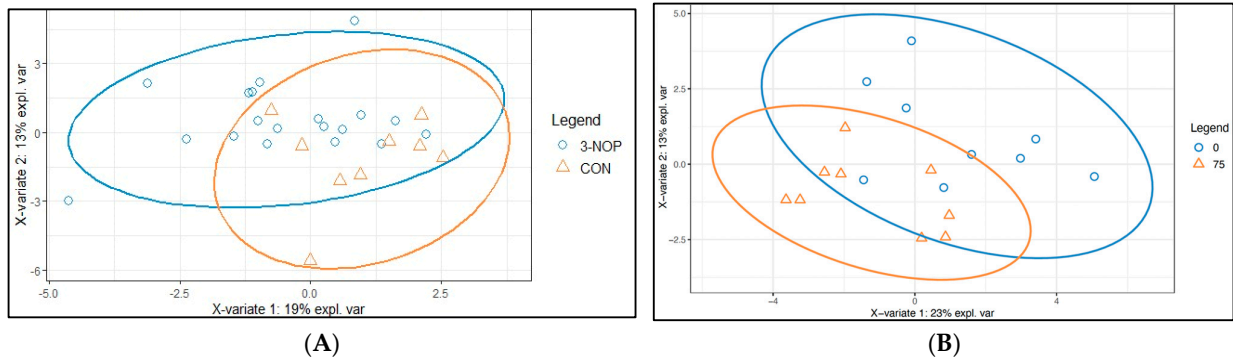 X-variate 2: 13% expl. var
3
0
-3
-6
-5.0
-2.5
0.0
2.5
X-variate 1: 19% expl. var
Legend
3-NOP
CON
(A)
X−variate 2: 13% expl. var
5.0
2.5
0.0
-2.5
-4
0
4
X−variate 1: 23% expl. var
Legend
0
75
(B)